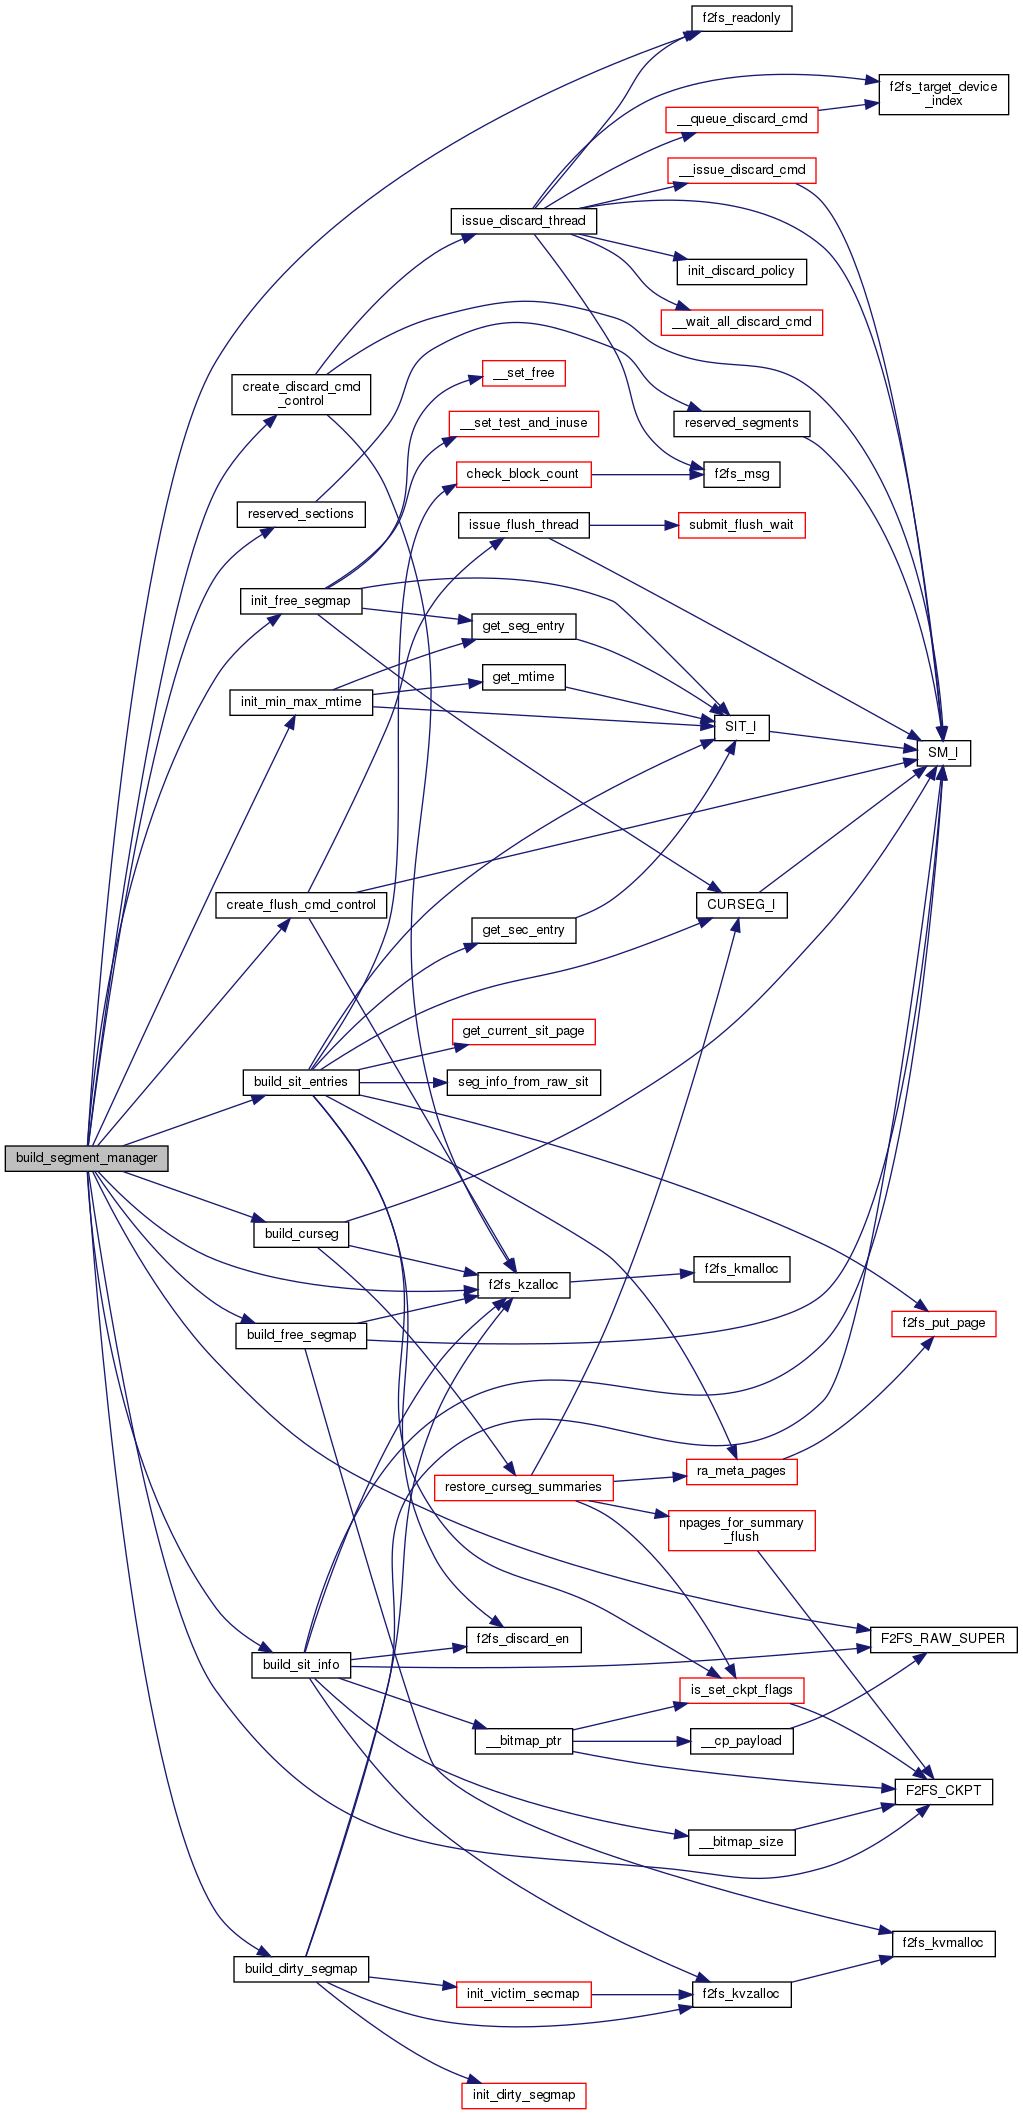 f2fs_readonly
f2fs_target_device
_index
__queue_discard_cmd
__issue_discard_cmd
issue_discard_thread
init_discard_policy
__wait_all_discard_cmd
__set_free
create_discard_cmd
_control
__set_test_and_inuse
reserved_segments
check_block_count
f2fs_msg
reserved_sections
issue_flush_thread
submit_flush_wait
init_free_segmap
get_seg_entry
get_mtime
init_min_max_mtime
SIT_I
SM_I
create_flush_cmd_control
CURSEG_I
get_sec_entry
get_current_sit_page
build_sit_entries
seg_info_from_raw_sit
build_segment_manager
build_curseg
f2fs_kmalloc
f2fs_kzalloc
f2fs_put_page
build_free_segmap
ra_meta_pages
restore_curseg_summaries
npages_for_summary
_flush
f2fs_discard_en
F2FS_RAW_SUPER
build_sit_info
is_set_ckpt_flags
__bitmap_ptr
__cp_payload
F2FS_CKPT
__bitmap_size
f2fs_kvmalloc
build_dirty_segmap
init_victim_secmap
f2fs_kvzalloc
init_dirty_segmap